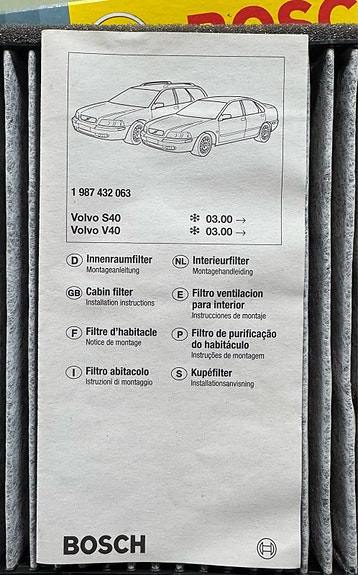 BOSC
1 987 432 063
Volvo S40 ✻ 03.00 →
Volvo V40 ✻ 03.00 →
D Innenraumfilter
Montageanleitung
NL Interieurfilter
Montagehandleiding
GB Cabin filter
Installation instructions
E Filtro ventilacion
para interior
Instrucciones de montaje
F Filtre d'habitacle
Notice de montage
P Filtro de purificação
do habitáculo
Instruções de montagem
I Filtro abitacolo
Istruzioni di montaggio
S Kupéfilter
Installationsanvisning
BOSCH